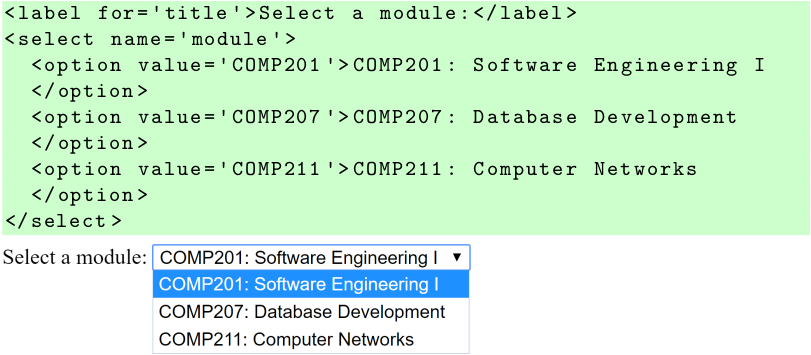 <label for='title'>Select a module:</label>
<select name='module'>
<option value='COMP201'>COMP201: Software Engineering I
</option>
<option value='COMP207'>COMP207: Database Development
</option>
<option value='COMP211'>COMP211: Computer Networks
</option>
</select>
Select a module: COMP201: Software Engineering I ▼
COMP201: Software Engineering I
COMP207: Database Development
COMP211: Computer Networks